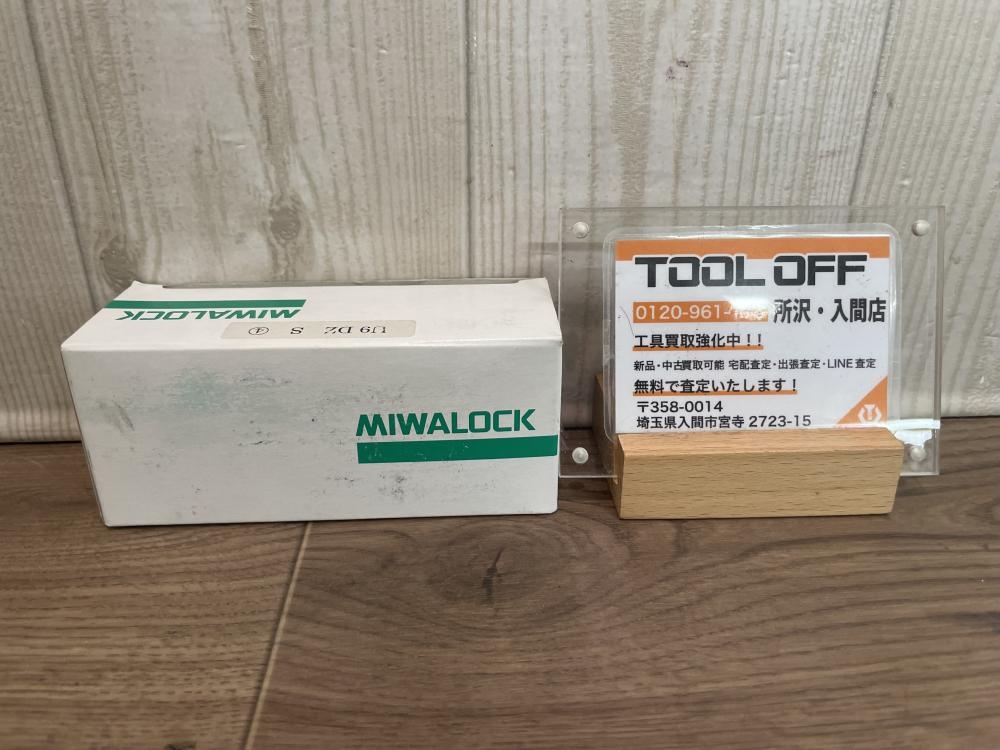 MIWALOCK
U9 DZ S ④
MIWALOCK
TOOL OFF
0120-961- 所沢・入間店
工具買取強化中!!
新品・中古買取可能 宅配査定・出張査定・LINE査定
無料で査定いたします!
〒358-0014
埼玉県入間市宮寺 2723-15